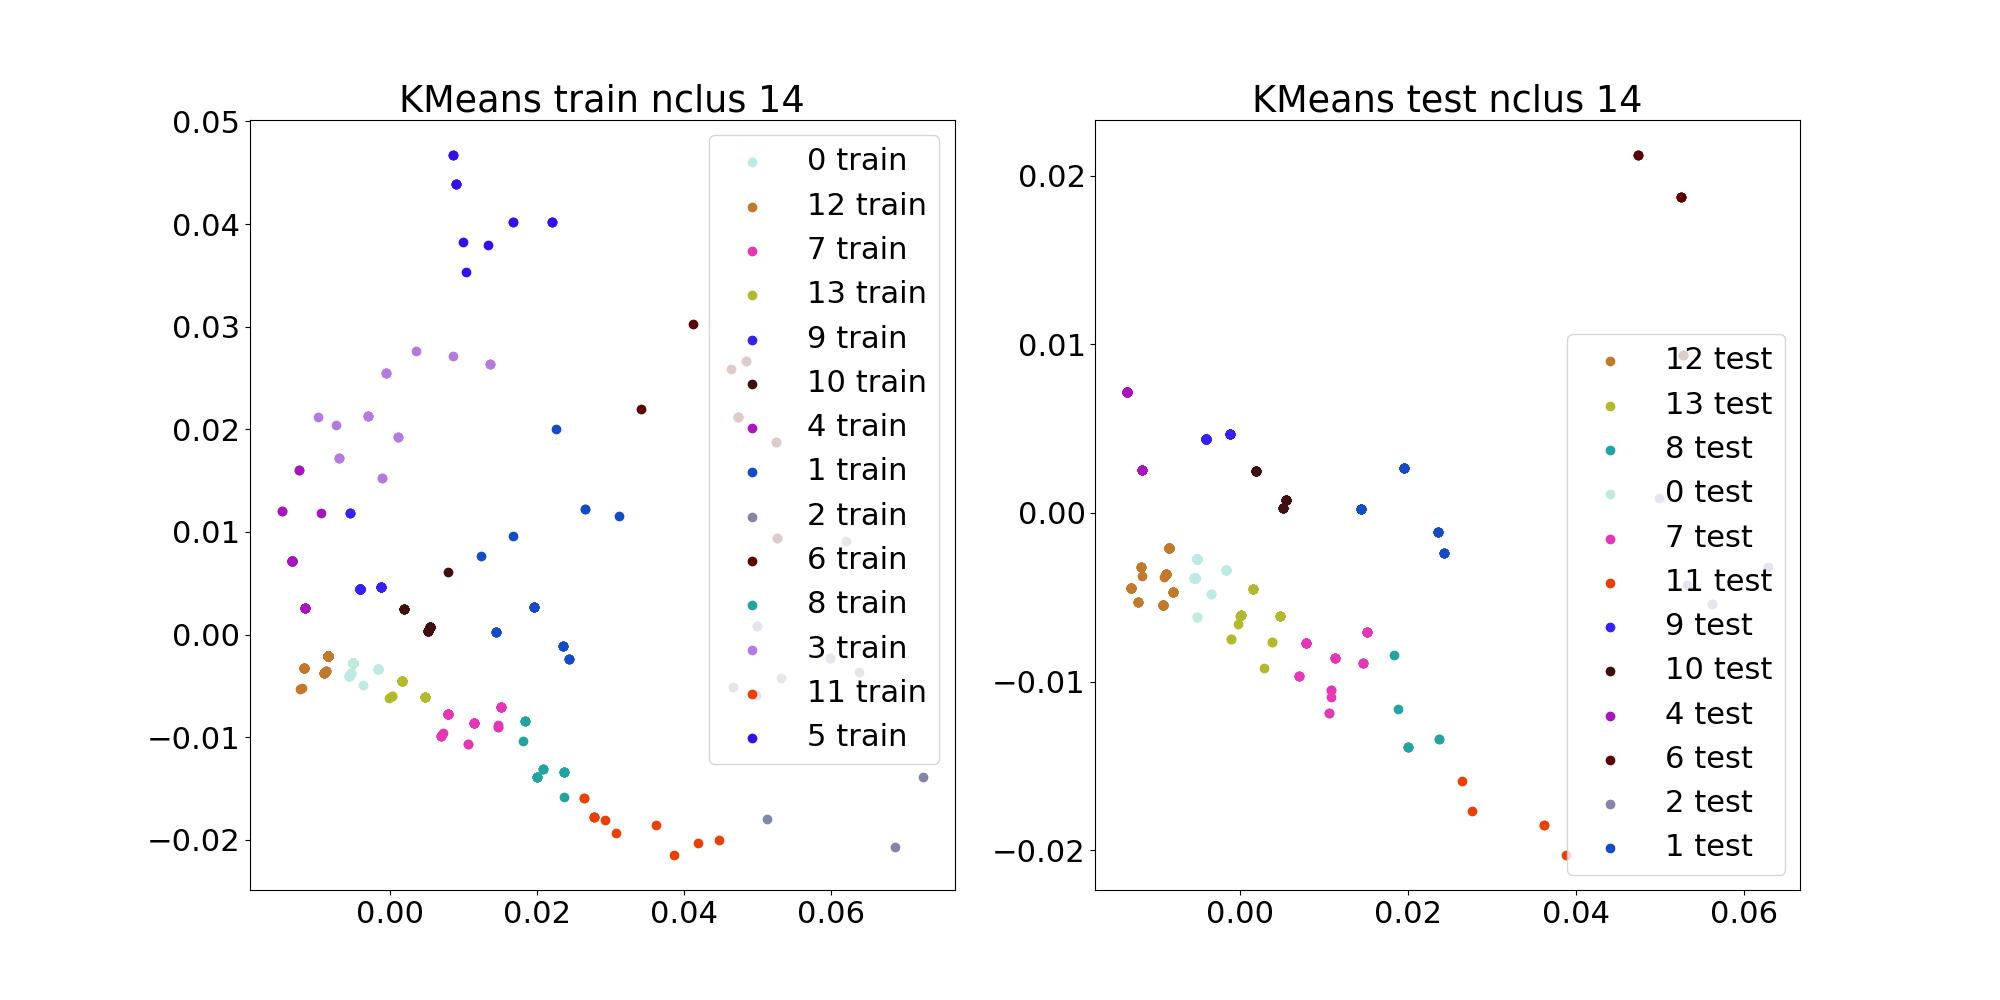 KMeans train nclus 14
0.05
0.04
0.03
0.02
0.01
0.00
−0.01
−0.02
0.00 0.02 0.04 0.06
0 train
12 train
7 train
13 train
9 train
10 train
4 train
1 train
2 train
6 train
8 train
3 train
11 train
5 train
KMeans test nclus 14
0.02
0.01
0.00
−0.01
−0.02
0.00 0.02 0.04 0.06
12 test
13 test
8 test
0 test
7 test
11 test
9 test
10 test
4 test
6 test
2 test
1 test